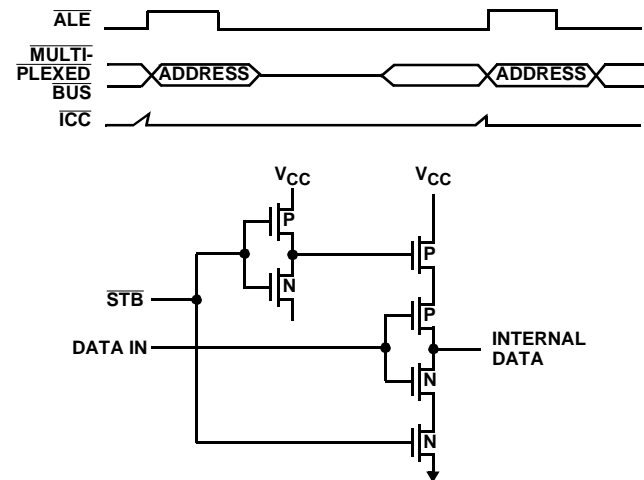 ALE
MULTI-
PLEXED
BUS
ADDRESS
ADDRESS
ICC
VCC
VCC
P
P
N
STB
P
DATA IN
INTERNAL
DATA
N
N